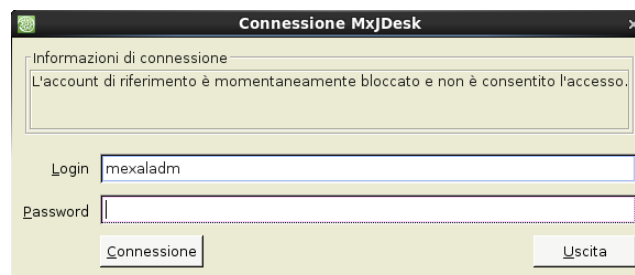 Connessione MxJDesk
Informazioni di connessione
L'account di riferimento è momentaneamente bloccato e non è consentito l'accesso.
Login mexaladm
Password
Connessione Uscita